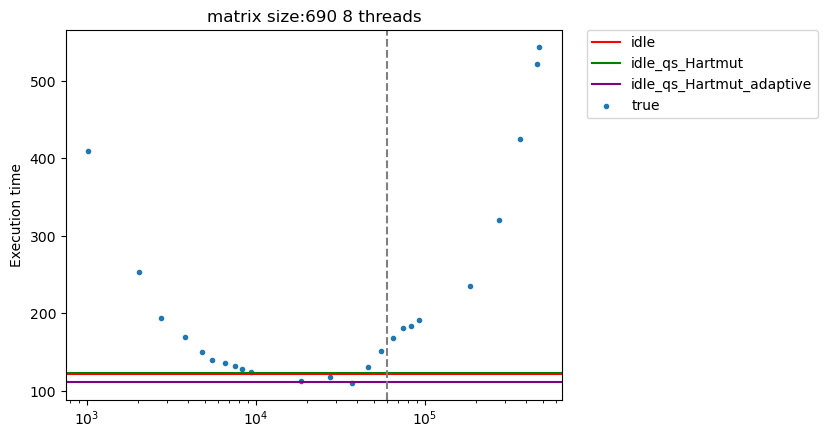 matrix size:690 8 threads
idle
idle_qs_Hartmut
idle_qs_Hartmut_adaptive
true
Execution time
500
400
300
200
100
10³
10⁴
10⁵